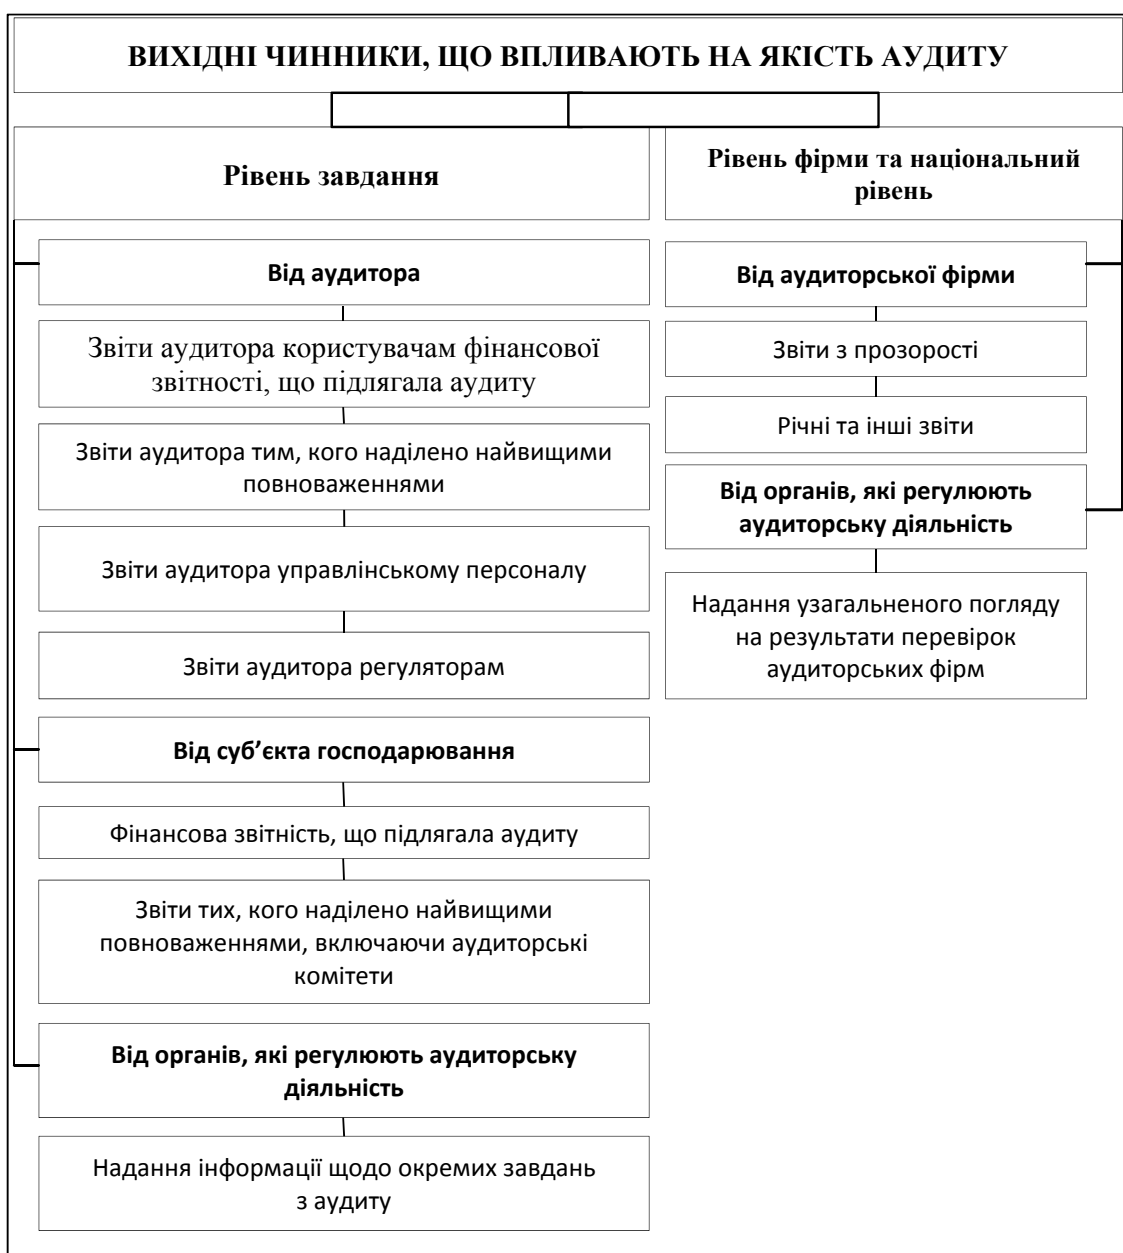 ВИХІДНІ ЧИННИКИ, ЩО ВПЛИВАЮТЬ НА ЯКІСТЬ АУДИТУ
Рівень завдання
Від аудитора
Звіти аудитора користувачам фінансової
звітності, що підлягала аудиту
Звіти аудитора тим, кого наділено найвищими
повноваженнями
Звіти аудитора управлінському персоналу
Звіти аудитора регуляторам
Від суб’єкта господарювання
Фінансова звітність, що підлягала аудиту
Звіти тих, кого наділено найвищими
повноваженнями, включаючи аудиторські
комітети
Від органів, які регулюють аудиторську
діяльність
Надання інформації щодо окремих завдань
з аудиту
Рівень фірми та національний
рівень
Від аудиторської фірми
Звіти з прозорості
Річні та інші звіти
Від органів, які регулюють
аудиторську діяльність
Надання узагальненого погляду
на результати перевірок
аудиторських фірм